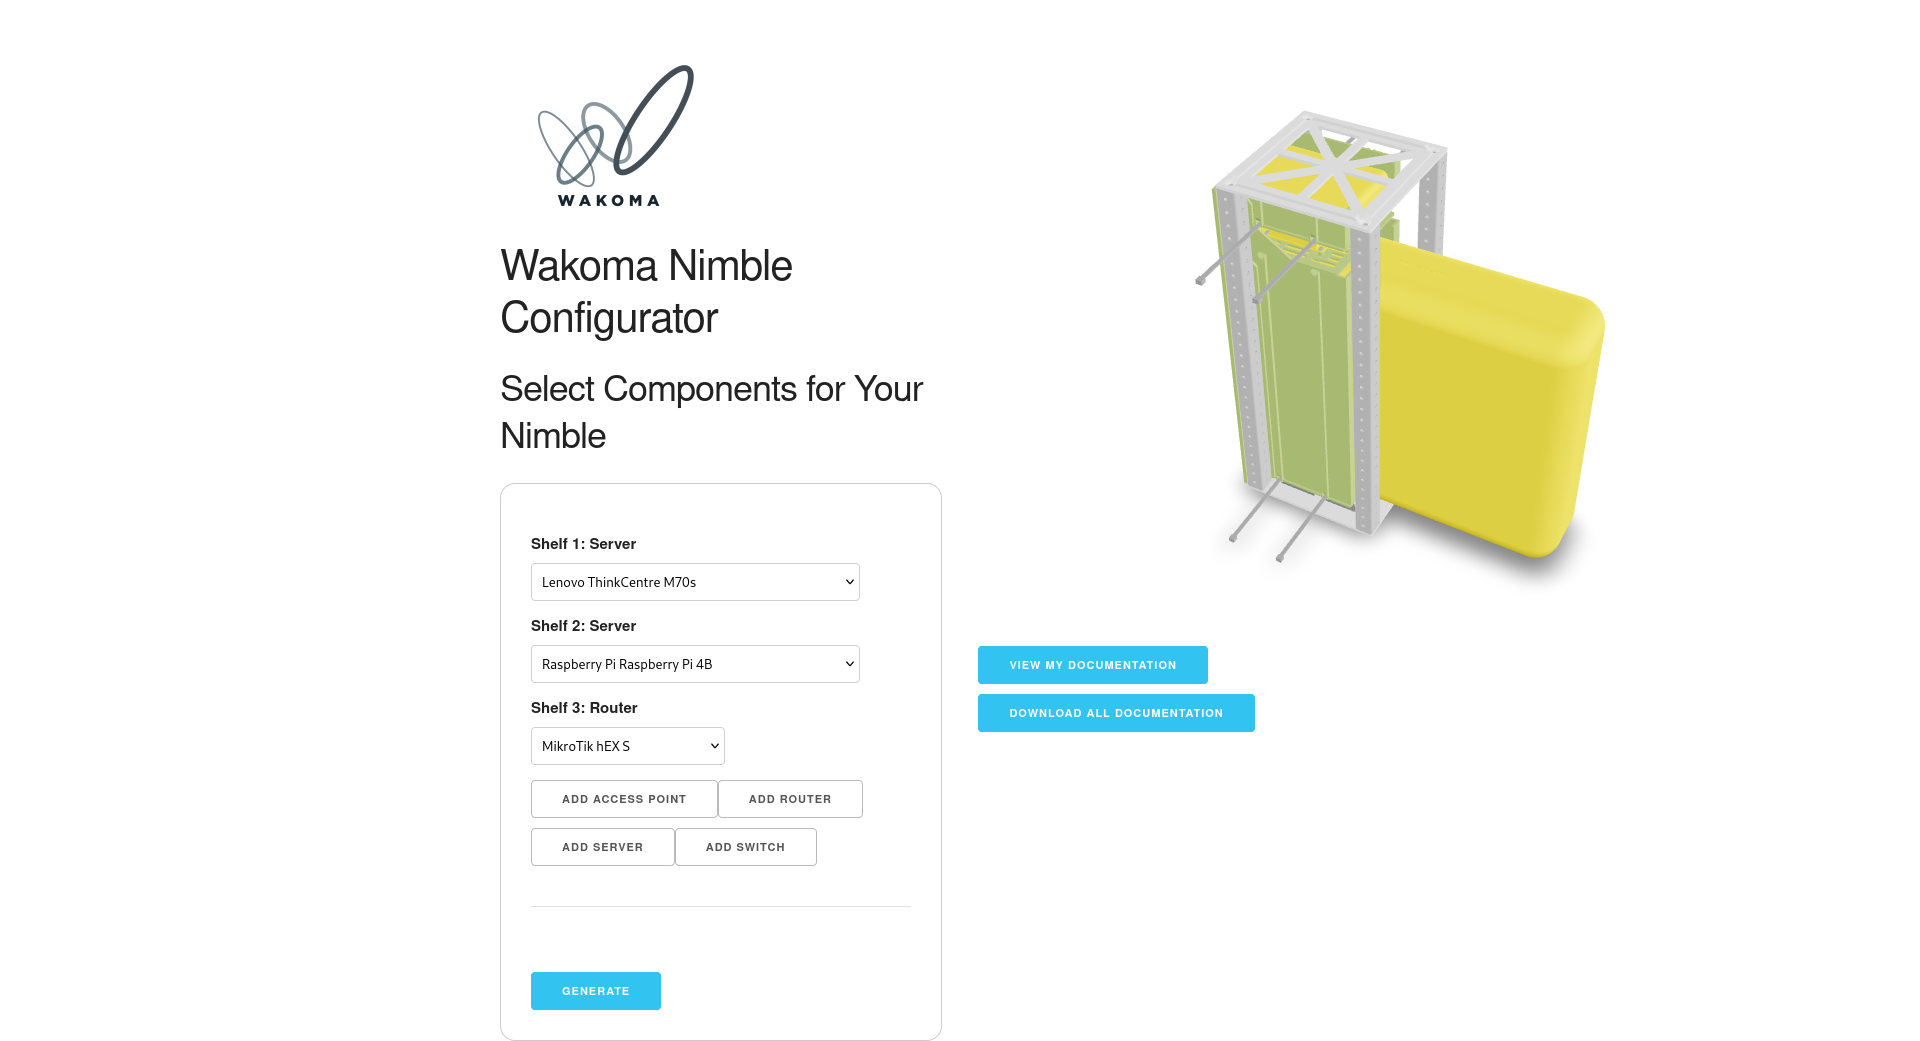 WAKOMA
Wakoma Nimble
Configurator
Select Components for Your
Nimble
Shelf 1: Server
Lenovo ThinkCentre M70s
Shelf 2: Server
Raspberry Pi Raspberry Pi 4B
Shelf 3: Router
MikroTik hEX S
ADD ACCESS POINT ADD ROUTER
ADD SERVER ADD SWITCH
GENERATE
VIEW MY DOCUMENTATION
DOWNLOAD ALL DOCUMENTATION